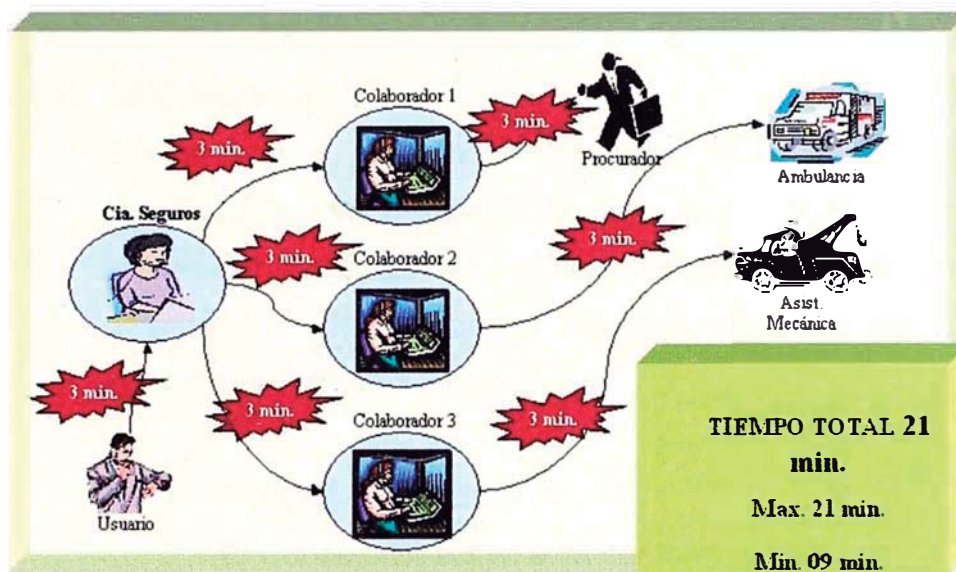 Colaborador 1
3 min.
3 min.
Procurador
Ambulancia
Cia. Seguros
3 min.
Colaborador 2
3 min.
Asist.
Mecánica
3 min.
3 min.
Colaborador 3
3 min.
Usuario
TIEMPO TOTAL 21
min.
Max. 21 min.
Min. 09 min.